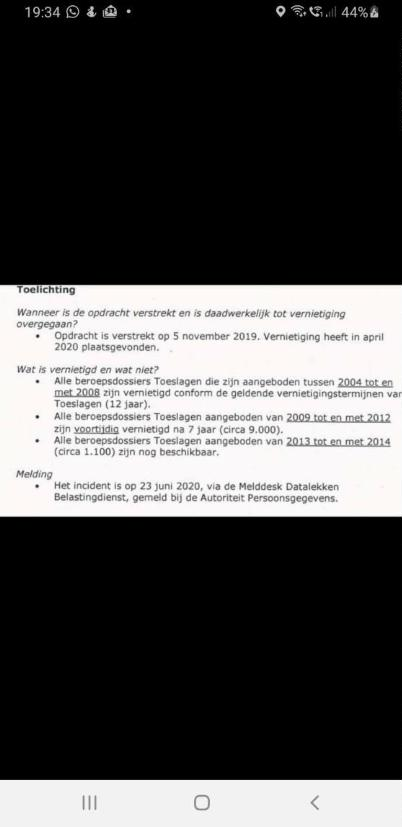 19:34 44%
Toelichting
Wanneer is de opdracht verstrekt en is daadwerkelijk tot vernietiging
overgegaan?
• Opdracht is verstrekt op 5 november 2019. Vernietiging heeft in april
2020 plaatsgevonden.
Wat is vernietigd en wat niet?
• Alle beroepsdossiers Toeslagen die zijn aangeboden tussen 2004 tot en
met 2008 zijn vernietigd conform de geldende vernietigingstermijnen var
Toeslagen (12 jaar).
• Alle beroepsdossiers Toeslagen aangeboden van 2009 tot en met 2012
zijn voortijdig vernietigd na 7 jaar (circa 9.000).
• Alle beroepsdossiers Toeslagen aangeboden van 2013 tot en met 2014
(circa 1.100) zijn nog beschikbaar.
Melding
• Het incident is op 23 juni 2020, via de Melddesk Datalekken
Belastingdienst, gemeld bij de Autoriteit Persoonsgegevens.